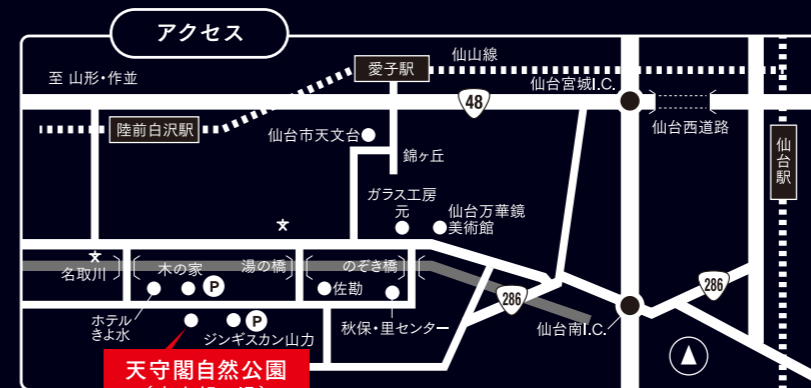 アクセス
仙山線
愛子駅
至 山形・作並
仙台宮城I.C.
48
陸前白沢駅
仙台市天文台
仙台西道路
錦ヶ丘
仙台駅
ガラス工房
元
仙台万華鏡
美術館
名取川
木の家
P
湯の橋
のぞき橋
佐勘
286
286
ホテル
きよ水
P
ジンギスカン山力
秋保・里センター
仙台南I.C.
天守閣自然公園